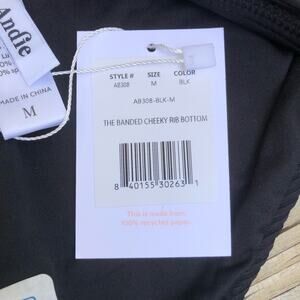 Andie
MADE IN CHINA
M
STYLE # SIZE COLOR
AB308 M BLK
AB308-BLK-M
THE BANDED CHEEKY RIB BOTTOM
8 40155 30263 1
This is made from
100% recycled paper.